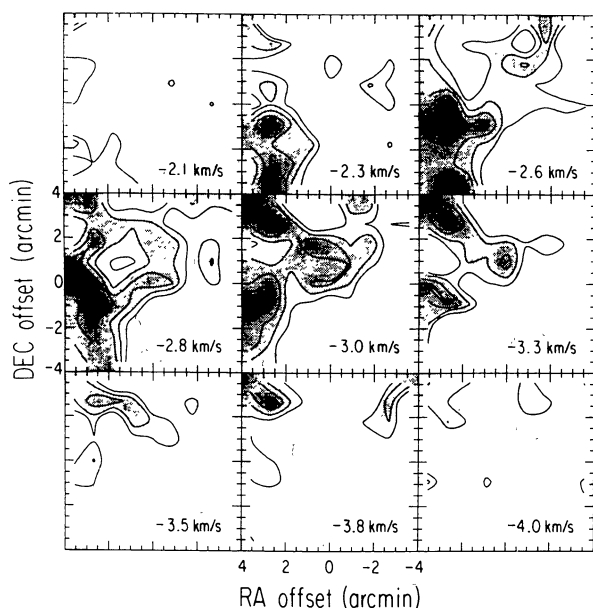 -2.1 km/s
-2.3 km/s
-2.6 km/s
DEC offset (arcmin)
4
2
0
-2
-4
-2.8 km/s
-3.0 km/s
-3.3 km/s
-3.5 km/s
-3.8 km/s
-4.0 km/s
4 2 0 -2 -4
RA offset (arcmin)